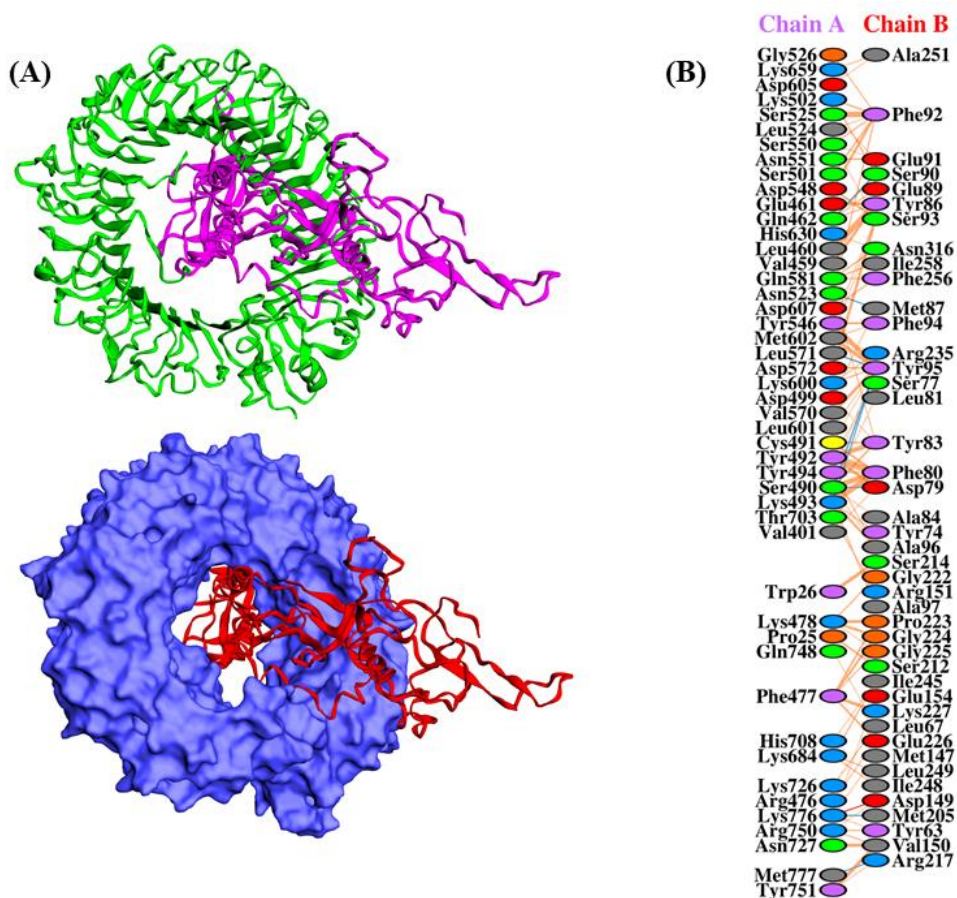 (A)
(B)
Chain A Chain B
Gly526 Ala251
Lys659
Asp605
Lys502
Ser525 Phe92
Leu524
Ser550
Asn551 Glu91
Ser501 Ser90
Asp548 Glu89
Glu461 Tyr86
Gln462 Ser93
His630
Leu460 Asn316
Val459 Ile258
Gln581 Phe256
Asn523
Asp607 Met87
Tyr546 Phe94
Met602
Leu571 Arg235
Asp572 Tyr95
Lys600 Ser77
Asp499 Leu81
Val570
Leu601
Cys491 Tyr83
Tyr492
Tyr494 Phe80
Ser490 Asp79
Lys493
Thr703 Ala84
Val401 Tyr74
Ala96
Ser214
Gly222
Trp26 Arg151
Ala97
Lys478 Pro223
Pro25 Gly224
Gln748 Gly225
Ser212
Ile245
Phe477 Glu154
Lys227
Leu67
His708 Glu226
Lys684 Met147
Leu249
Lys726 Ile248
Arg476 Asp149
Lys776 Met205
Arg750 Tyr63
Asn727 Val150
Arg217
Met777
Tyr751